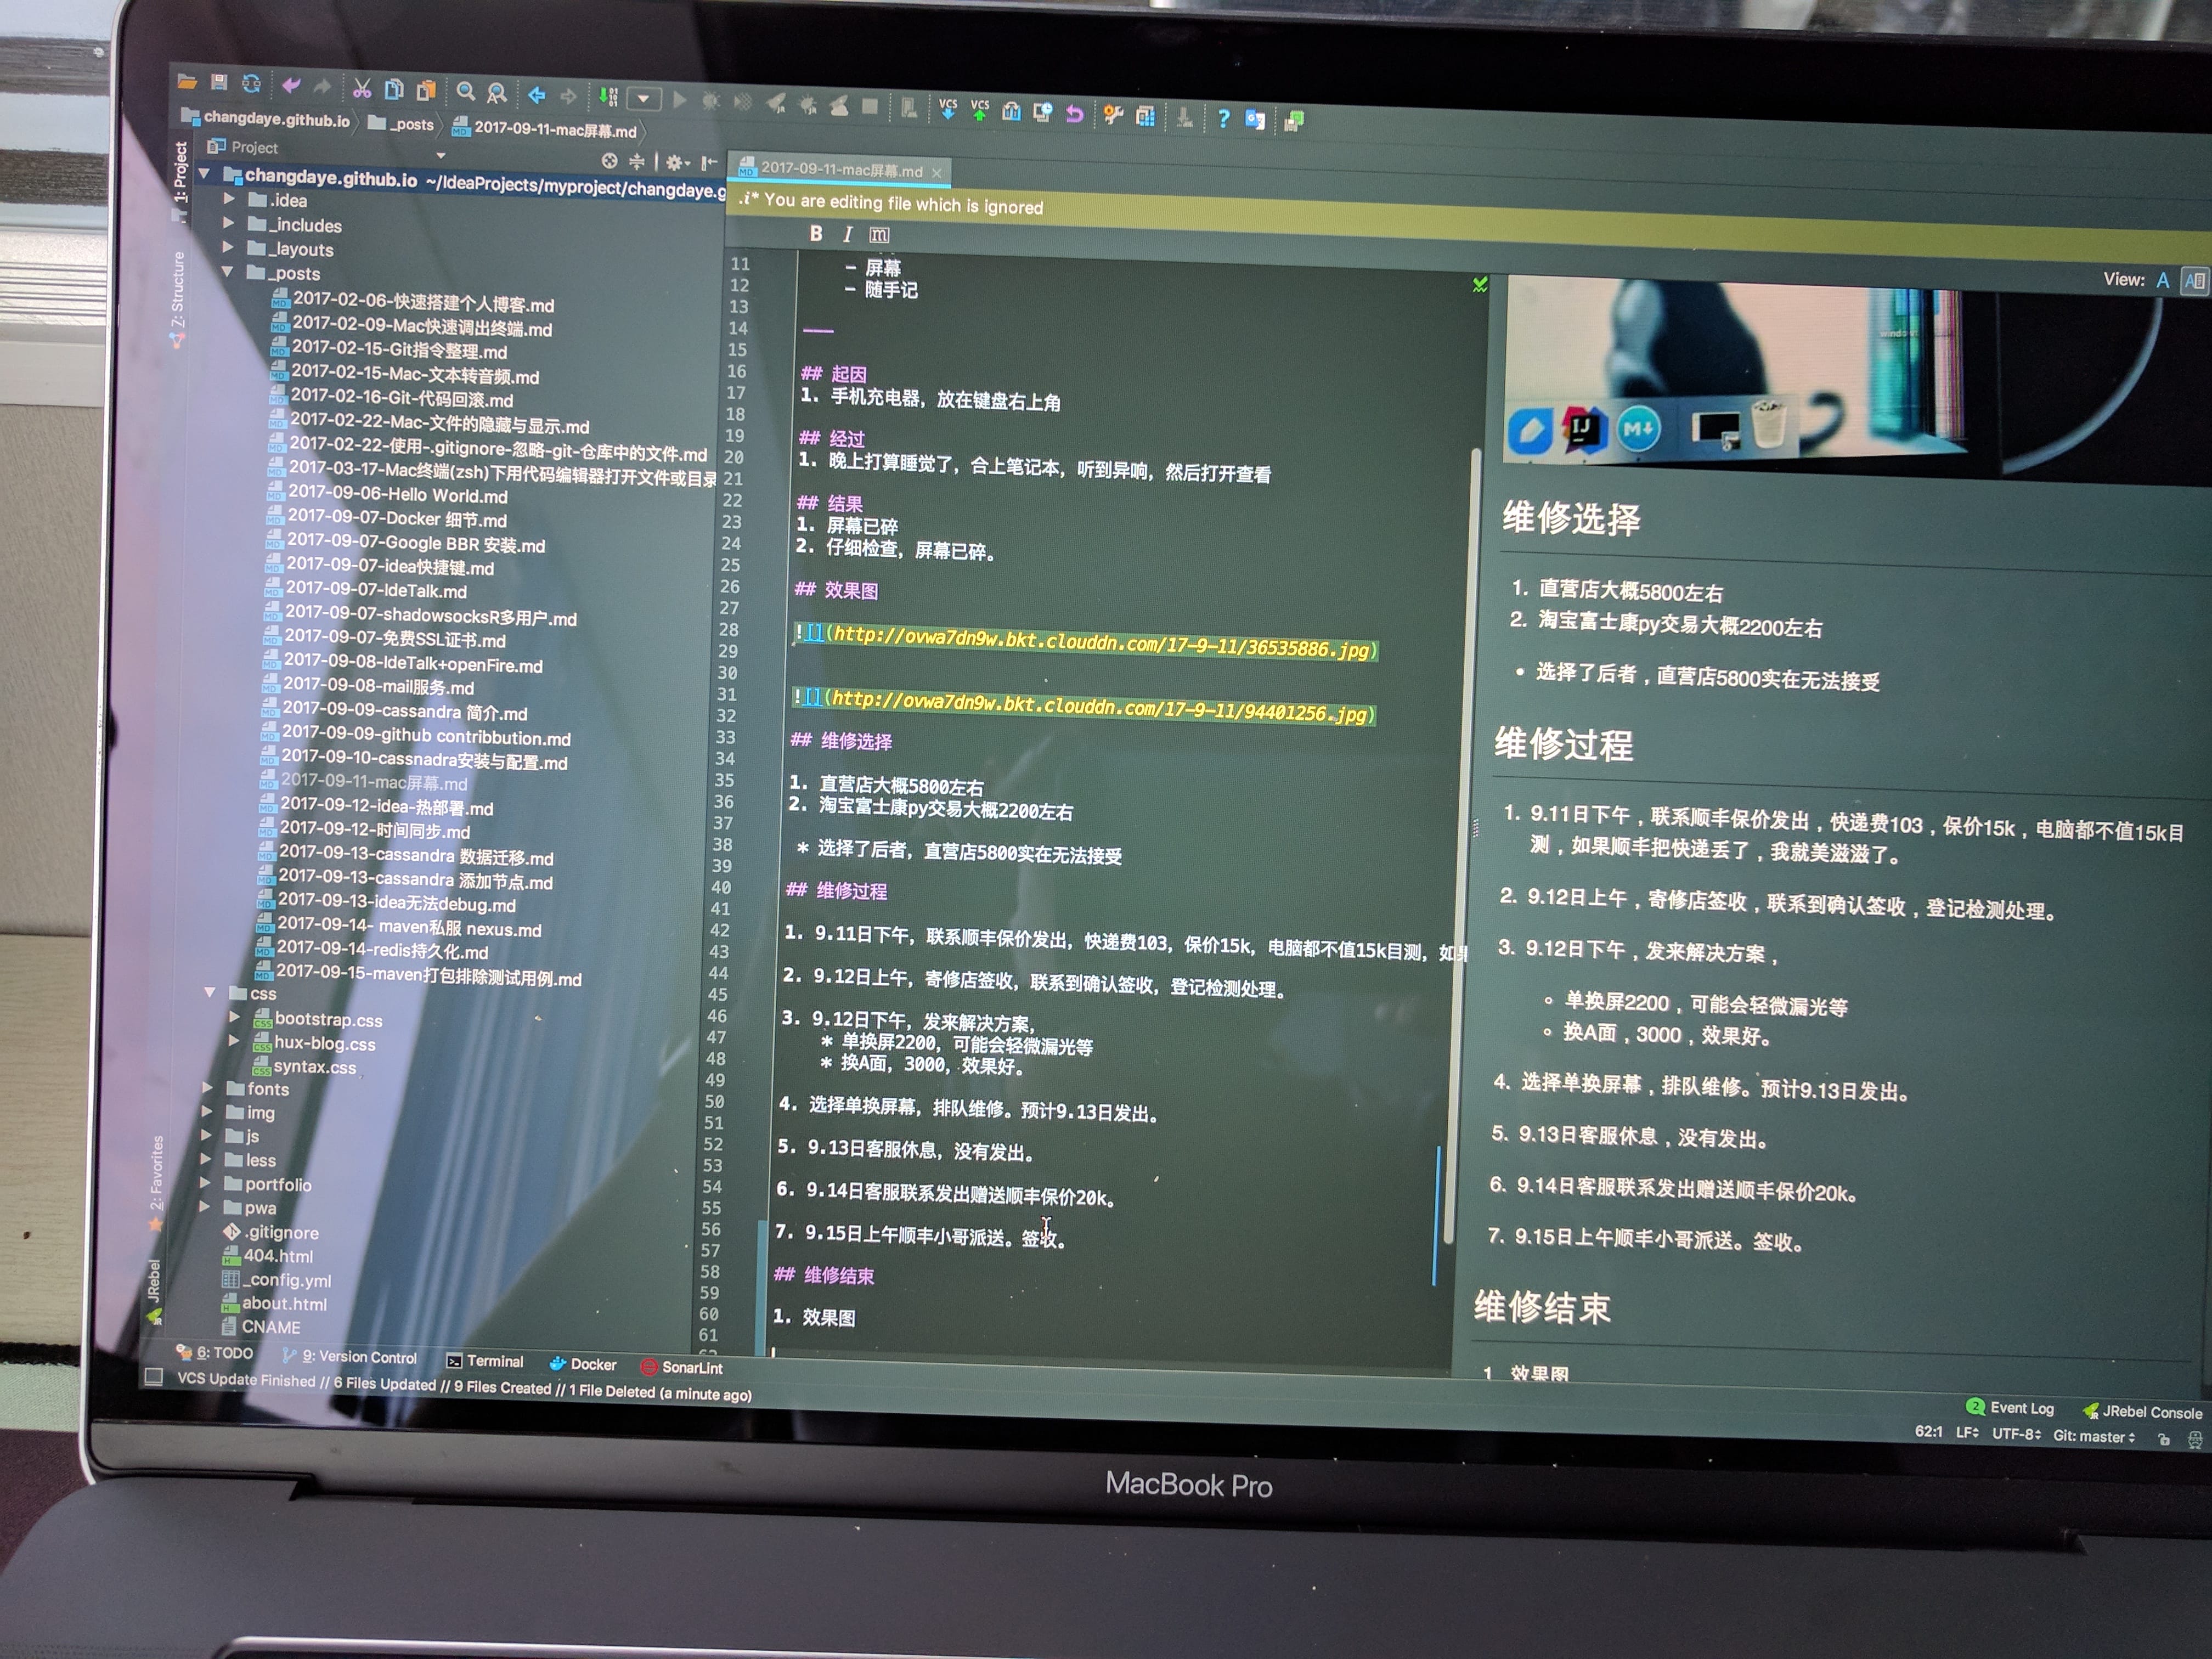 changdaye.github.io
_posts
2017-09-11-mac屏幕.md
VCS
VCS
Project
1: Project
7: Structure
2: Favorites
JRebel
changdaye.github.io ~/IdeaProjects/myproject/changdaye.g
.idea
_includes
_layouts
_posts
2017-02-06-快速搭建个人博客.md
2017-02-09-Mac快速调出终端.md
2017-02-15-Git指令整理.md
2017-02-15-Mac-文本转音频.md
2017-02-16-Git-代码回滚.md
2017-02-22-Mac-文件的隐藏与显示.md
2017-02-22-使用-.gitignore-忽略-git-仓库中的文件.md
2017-03-17-Mac终端(zsh)下用代码编辑器打开文件或目录
2017-09-06-Hello World.md
2017-09-07-Docker 细节.md
2017-09-07-Google BBR 安装.md
2017-09-07-idea快捷键.md
2017-09-07-IdeTalk.md
2017-09-07-shadowsocksR多用户.md
2017-09-07-免费SSL证书.md
2017-09-08-IdeTalk+openFire.md
2017-09-08-mail服务.md
2017-09-09-cassandra 简介.md
2017-09-09-github contribbution.md
2017-09-10-cassnadra安装与配置.md
2017-09-11-mac屏幕.md
2017-09-12-idea-热部署.md
2017-09-12-时间同步.md
2017-09-13-cassandra 数据迁移.md
2017-09-13-cassandra 添加节点.md
2017-09-13-idea无法debug.md
2017-09-14- maven私服 nexus.md
2017-09-14-redis持久化.md
2017-09-15-maven打包排除测试用例.md
css
bootstrap.css
hux-blog.css
syntax.css
fonts
img
js
less
portfolio
pwa
.gitignore
404.html
_config.yml
about.html
CNAME
2017-09-11-mac屏幕.md
.i* You are editing file which is ignored
B I m
View: A
11 - 屏幕
12 - 随手记
13
14 ---
15
16 ## 起因
17 1. 手机充电器，放在键盘右上角
18
19 ## 经过
20 1. 晚上打算睡觉了，合上笔记本，听到异响，然后打开查看
21
22 ## 结果
23 1. 屏幕已碎
24 2. 仔细检查，屏幕已碎。
25
26 ## 效果图
27
28 ![](http://ovwa7dn9w.bkt.clouddn.com/17-9-11/36535886.jpg)
29
30
31 ![](http://ovwa7dn9w.bkt.clouddn.com/17-9-11/94401256.jpg)
32
33 ## 维修选择
34
35 1. 直营店大概5800左右
36 2. 淘宝富士康py交易大概2200左右
37
38 * 选择了后者，直营店5800实在无法接受
39
40 ## 维修过程
41
42 1. 9.11日下午，联系顺丰保价发出，快递费103，保价15k，电脑都不值15k目测，如果
43
44 2. 9.12日上午，寄修店签收，联系到确认签收，登记检测处理。
45
46 3. 9.12日下午，发来解决方案，
47 * 单换屏2200，可能会轻微漏光等
48 * 换A面，3000，效果好。
49
50 4. 选择单换屏幕，排队维修。预计9.13日发出。
51
52 5. 9.13日客服休息，没有发出。
53
54 6. 9.14日客服联系发出赠送顺丰保价20k。
55
56 7. 9.15日上午顺丰小哥派送。签收。
57
58 ## 维修结束
59
60 1. 效果图
61
IJ
M↓
维修选择
1. 直营店大概5800左右
2. 淘宝富士康py交易大概2200左右
• 选择了后者，直营店5800实在无法接受
维修过程
1. 9.11日下午，联系顺丰保价发出，快递费103，保价15k，电脑都不值15k目
测，如果顺丰把快递丢了，我就美滋滋了。
2. 9.12日上午，寄修店签收，联系到确认签收，登记检测处理。
3. 9.12日下午，发来解决方案，
◦ 单换屏2200，可能会轻微漏光等
◦ 换A面，3000，效果好。
4. 选择单换屏幕，排队维修。预计9.13日发出。
5. 9.13日客服休息，没有发出。
6. 9.14日客服联系发出赠送顺丰保价20k。
7. 9.15日上午顺丰小哥派送。签收。
维修结束
1 效果图
6: TODO
9: Version Control
Terminal
Docker
SonarLint
2 Event Log
JRebel Console
VCS Update Finished // 6 Files Updated // 9 Files Created // 1 File Deleted (a minute ago)
62:1 LF UTF-8 Git: master
MacBook Pro